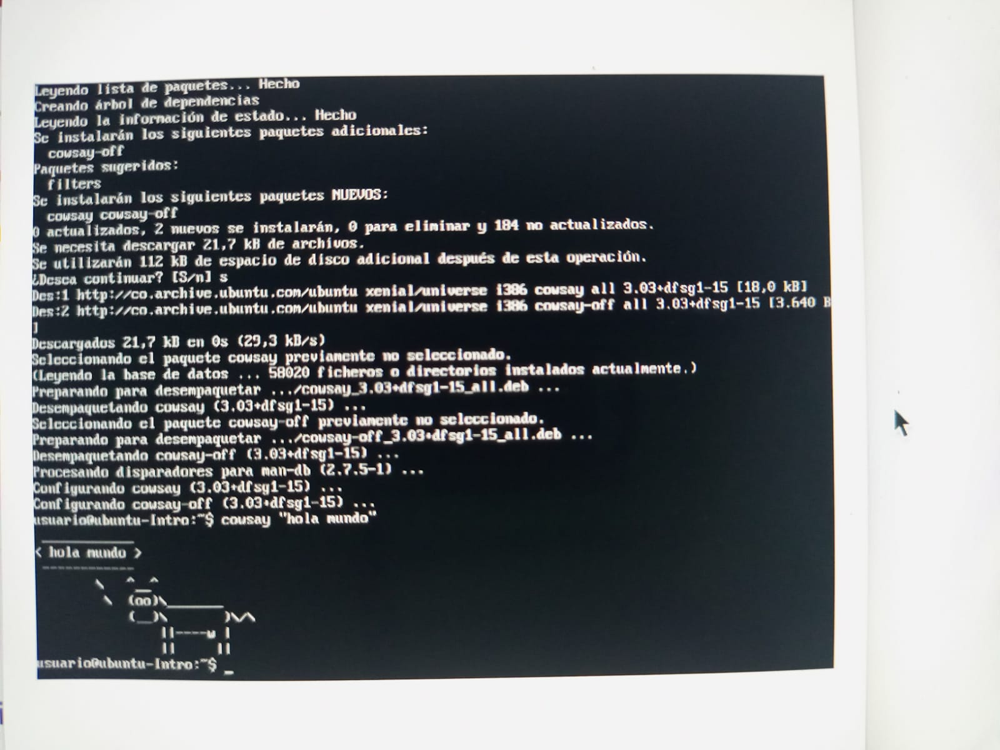 Leyendo lista de paquetes... Hecho
Creando árbol de dependencias
Leyendo la información de estado... Hecho
Se instalarán los siguientes paquetes adicionales:
  cowsay-off
Paquetes sugeridos:
  filters
Se instalarán los siguientes paquetes NUEVOS:
  cowsay cowsay-off
0 actualizados, 2 nuevos se instalarán, 0 para eliminar y 184 no actualizados.
Se necesita descargar 21,7 kB de archivos.
Se utilizarán 112 kB de espacio de disco adicional después de esta operación.
¿Desea continuar? [S/n] s
Des:1 http://co.archive.ubuntu.com/ubuntu xenial/universe i386 cowsay all 3.03+dfsg1-15 [18,0 kB]
Des:2 http://co.archive.ubuntu.com/ubuntu xenial/universe i386 cowsay-off all 3.03+dfsg1-15 [3.640 B
]
Descargados 21,7 kB en 0s (29,3 kB/s)
Seleccionando el paquete cowsay previamente no seleccionado.
(Leyendo la base de datos ... 58020 ficheros o directorios instalados actualmente.)
Preparando para desempaquetar .../cowsay_3.03+dfsg1-15_all.deb ...
Desempaquetando cowsay (3.03+dfsg1-15) ...
Seleccionando el paquete cowsay-off previamente no seleccionado.
Preparando para desempaquetar .../cowsay-off_3.03+dfsg1-15_all.deb ...
Desempaquetando cowsay-off (3.03+dfsg1-15) ...
Procesando disparadores para man-db (2.7.5-1) ...
Configurando cowsay (3.03+dfsg1-15) ...
Configurando cowsay-off (3.03+dfsg1-15) ...
usuario@ubuntu-Intro:~$ cowsay "hola mundo"
 ____________
< hola mundo >
 ------------
        \   ^__^
         \  (oo)\_______
            (__)\       )\/\
                ||----w |
                ||     ||
usuario@ubuntu-Intro:~$ _